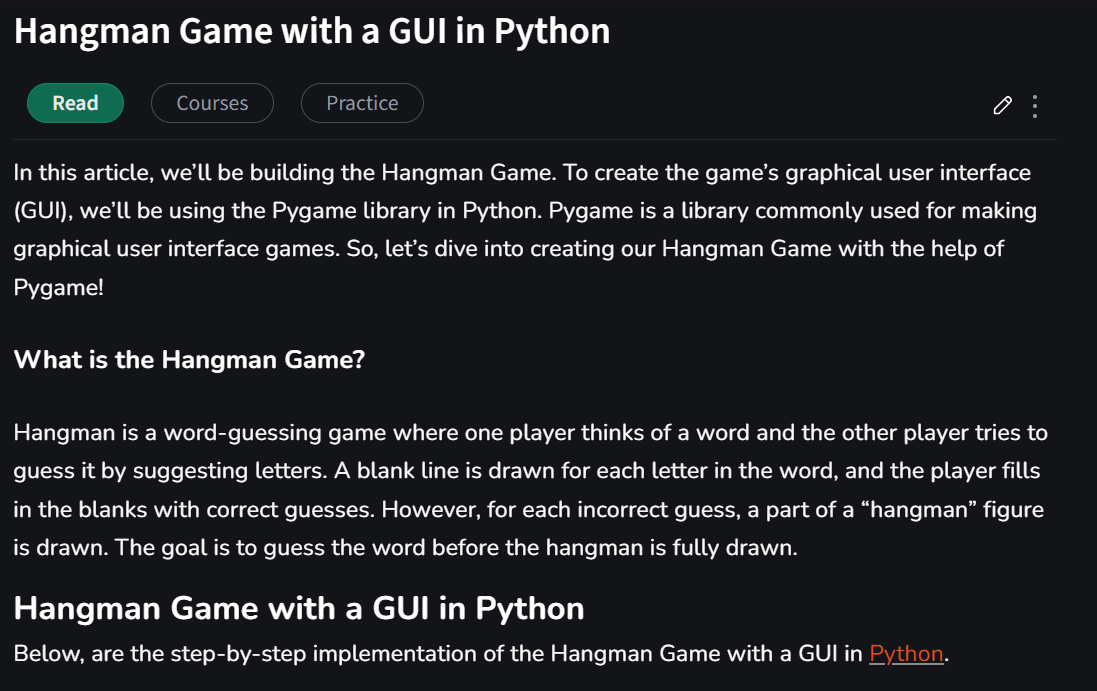 Hangman Game with a GUI in Python
Read
Courses
Practice
In this article, we’ll be building the Hangman Game. To create the game’s graphical user interface
(GUI), we’ll be using the Pygame library in Python. Pygame is a library commonly used for making
graphical user interface games. So, let’s dive into creating our Hangman Game with the help of
Pygame!
What is the Hangman Game?
Hangman is a word-guessing game where one player thinks of a word and the other player tries to
guess it by suggesting letters. A blank line is drawn for each letter in the word, and the player fills
in the blanks with correct guesses. However, for each incorrect guess, a part of a “hangman” figure
is drawn. The goal is to guess the word before the hangman is fully drawn.
Hangman Game with a GUI in Python
Below, are the step-by-step implementation of the Hangman Game with a GUI in Python.